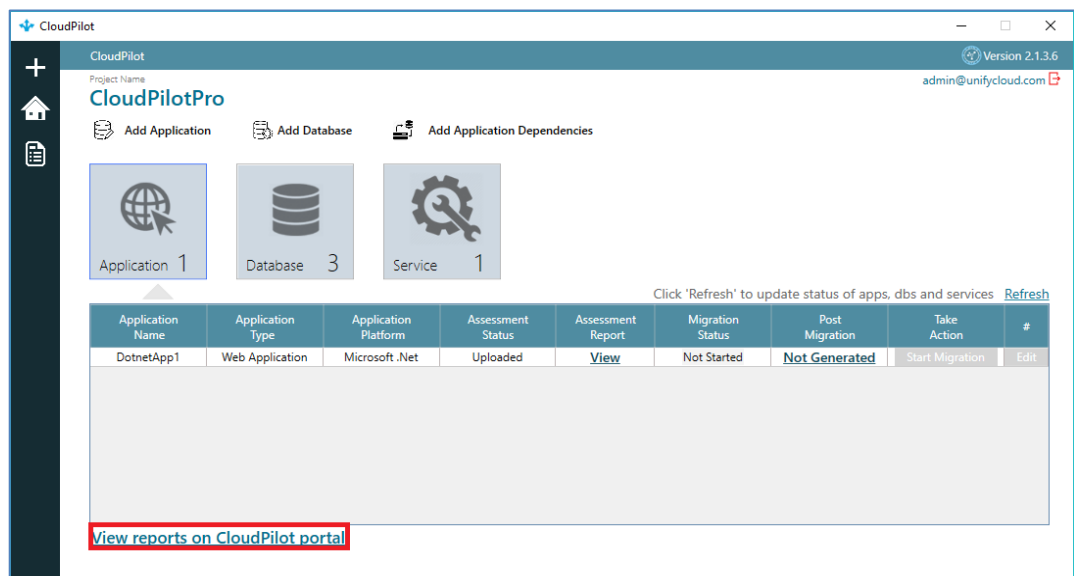 CloudPilot
CloudPilot
Version 2.1.3.6
Project Name
admin@unifycloud.com
CloudPilotPro
Add Application Add Database Add Application Dependencies
Application 1 Database 3 Service 1
Click 'Refresh' to update status of apps, dbs and services Refresh
Application Name Application Type Application Platform Assessment Status Assessment Report Migration Status Post Migration Take Action #
DotnetApp1 Web Application Microsoft .Net Uploaded View Not Started Not Generated Start Migration Edit
View reports on CloudPilot portal